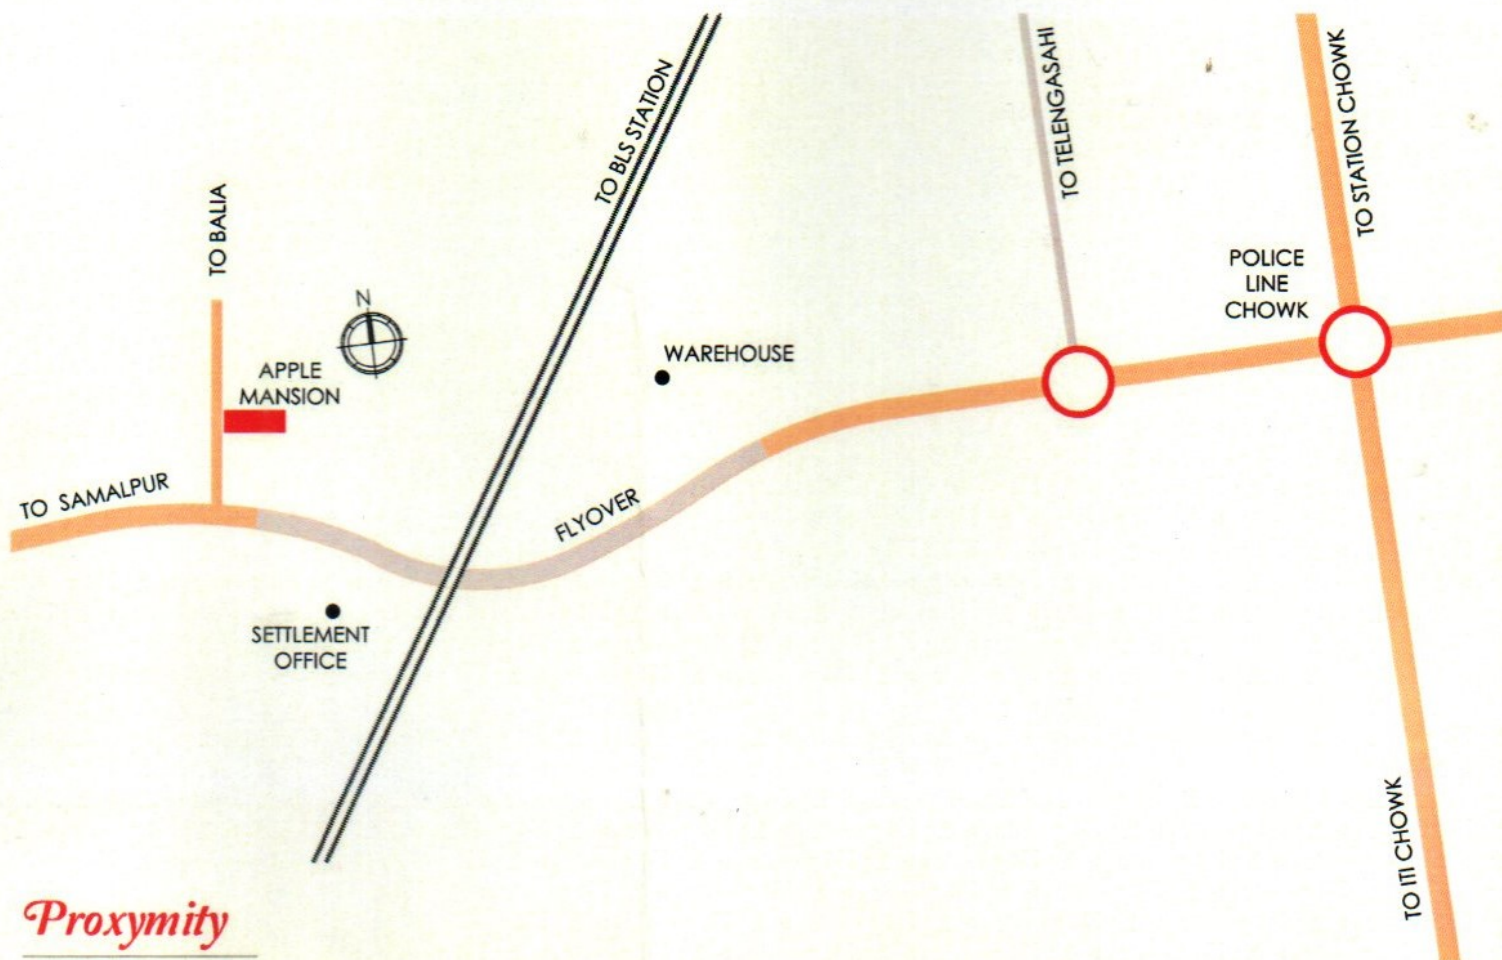 TO BLS STATION
TO TELENGASAHI
TO STATION CHOWK
TO BALIA
N
POLICE
LINE
CHOWK
WAREHOUSE
APPLE
MANSION
TO SAMALPUR
FLYOVER
SETTLEMENT
OFFICE
TO ITI CHOWK
Proxymity